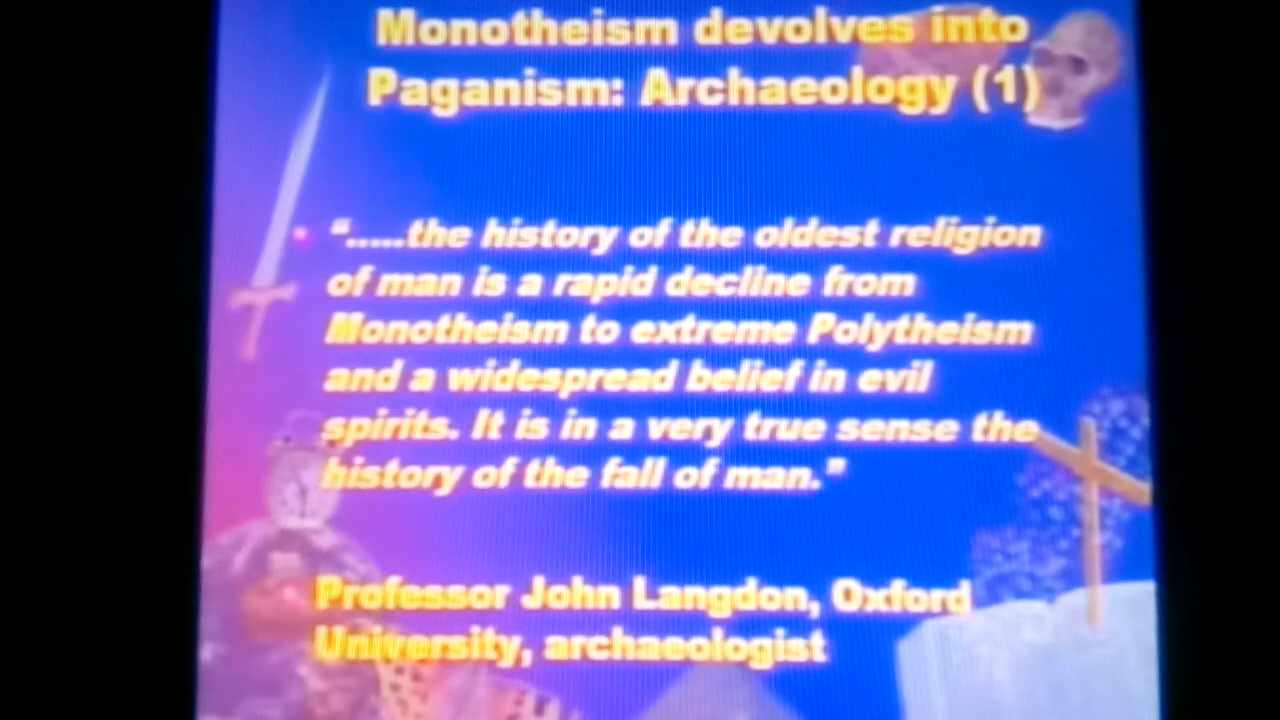 Monotheism devolves into
Paganism: Archaeology (1)
“.....the history of the oldest religion
of man is a rapid decline from
Monotheism to extreme Polytheism
and a widespread belief in evil
spirits. It is in a very true sense the
history of the fall of man.”
Professor John Langdon, Oxford
University, archaeologist